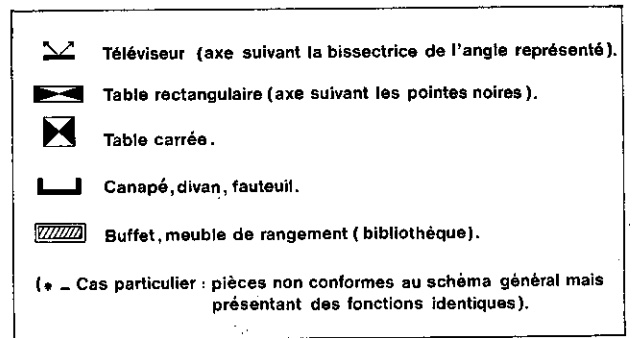 Téléviseur (axe suivant la bissectrice de l'angle représenté).
Table rectangulaire (axe suivant les pointes noires).
Table carrée.
Canapé, divan, fauteuil.
Buffet, meuble de rangement (bibliothèque).
(* _ Cas particulier : pièces non conformes au schéma général mais
présentant des fonctions identiques).